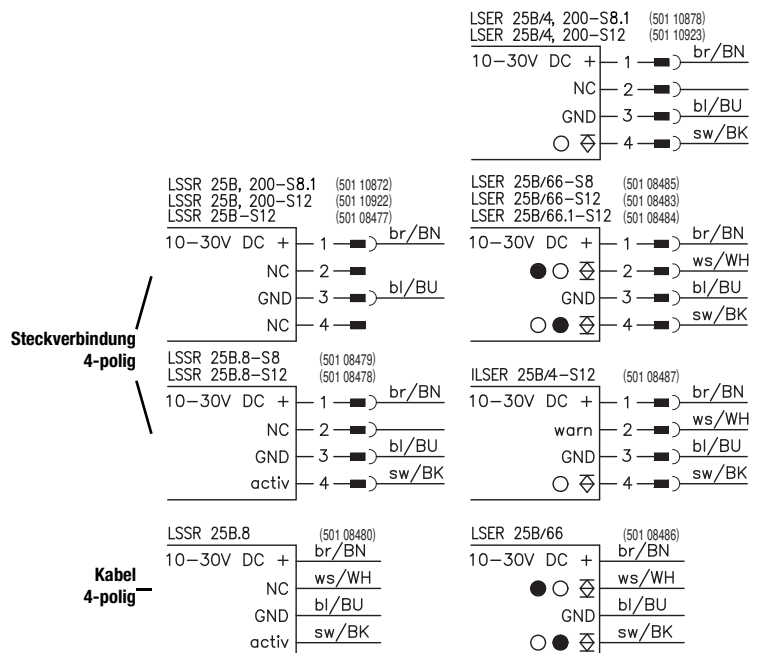 LSER 25B/4, 200-S8.1 (501 10878)
LSER 25B/4, 200-S12 (501 10923)
10-30V DC + 1 br/BN
NC 2
GND 3 bl/BU
4 sw/BK
LSSR 25B, 200-S8.1 (501 10872)
LSSR 25B, 200-S12 (501 10922)
LSSR 25B-S12 (501 08477)
10-30V DC + 1 br/BN
NC 2
GND 3 bl/BU
NC 4
LSER 25B/66-S8 (501 08485)
LSER 25B/66-S12 (501 08483)
LSER 25B/66.1-S12 (501 08484)
10-30V DC + 1 br/BN
2 ws/WH
GND 3 bl/BU
4 sw/BK
Steckverbindung
4-polig
LSSR 25B.8-S8 (501 08479)
LSSR 25B.8-S12 (501 08478)
10-30V DC + 1 br/BN
NC 2
GND 3 bl/BU
activ 4 sw/BK
ILSER 25B/4-S12 (501 08487)
10-30V DC + 1 br/BN
warn 2 ws/WH
GND 3 bl/BU
4 sw/BK
Kabel
4-polig
LSSR 25B.8 (501 08480)
10-30V DC + br/BN
NC ws/WH
GND bl/BU
activ sw/BK
LSER 25B/66 (501 08486)
10-30V DC + br/BN
ws/WH
GND bl/BU
sw/BK